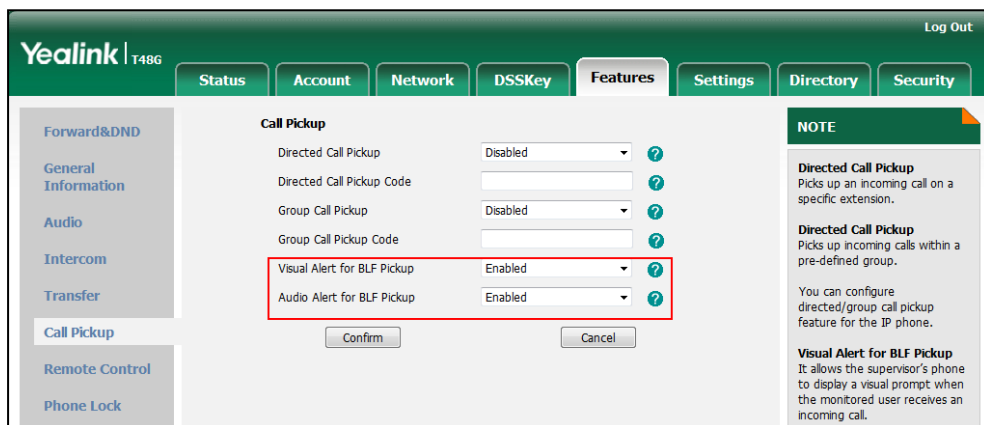 Log Out
Yealink | T48G
Status Account Network DSSKey Features Settings Directory Security
Forward&DND
General
Information
Audio
Intercom
Transfer
Call Pickup
Remote Control
Phone Lock
Call Pickup
Directed Call Pickup Disabled ?
Directed Call Pickup Code ?
Group Call Pickup Disabled ?
Group Call Pickup Code ?
Visual Alert for BLF Pickup Enabled ?
Audio Alert for BLF Pickup Enabled ?
Confirm Cancel
NOTE
Directed Call Pickup
Picks up an incoming call on a
specific extension.
Directed Call Pickup
Picks up incoming calls within a
pre-defined group.
You can configure
directed/group call pickup
feature for the IP phone.
Visual Alert for BLF Pickup
It allows the supervisor's phone
to display a visual prompt when
the monitored user receives an
incoming call.